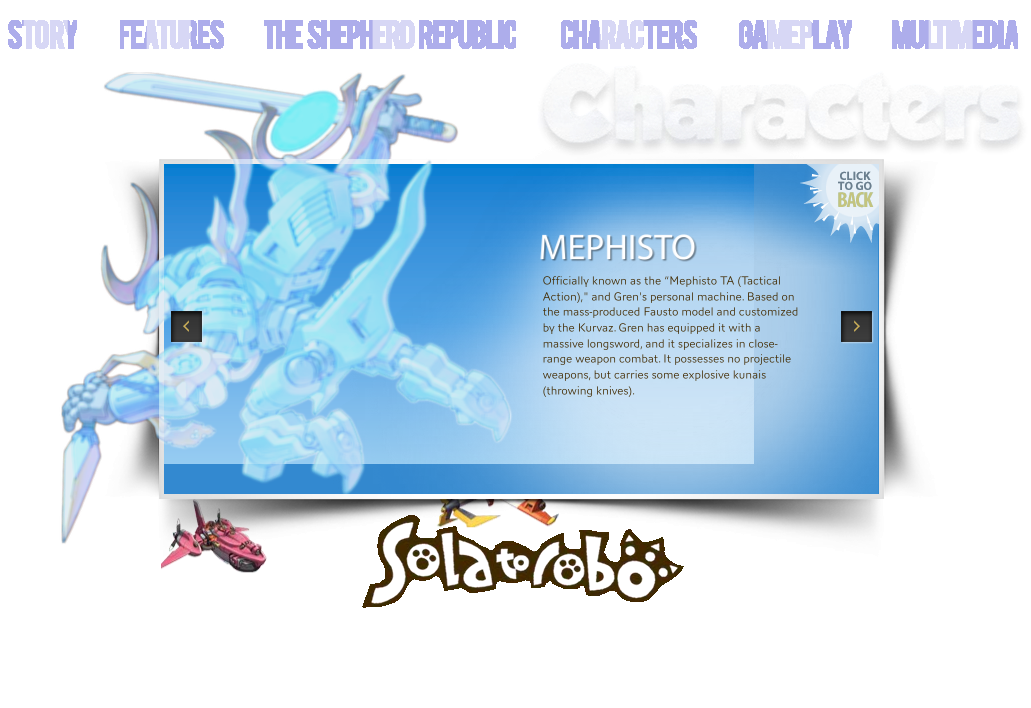 STORY FEATURES THE SHEPHERD REPUBLIC CHARACTERS GAMEPLAY MULTIMEDIA
Characters
CLICK
TO GO
BACK
MEPHISTO
Officially known as the “Mephisto TA (Tactical
Action),” and Gren’s personal machine. Based on
the mass-produced Fausto model and customized
by the Kurvaz. Gren has equipped it with a
massive longsword, and it specializes in close-
range weapon combat. It possesses no projectile
weapons, but carries some explosive kunais
(throwing knives).
Solatorobo